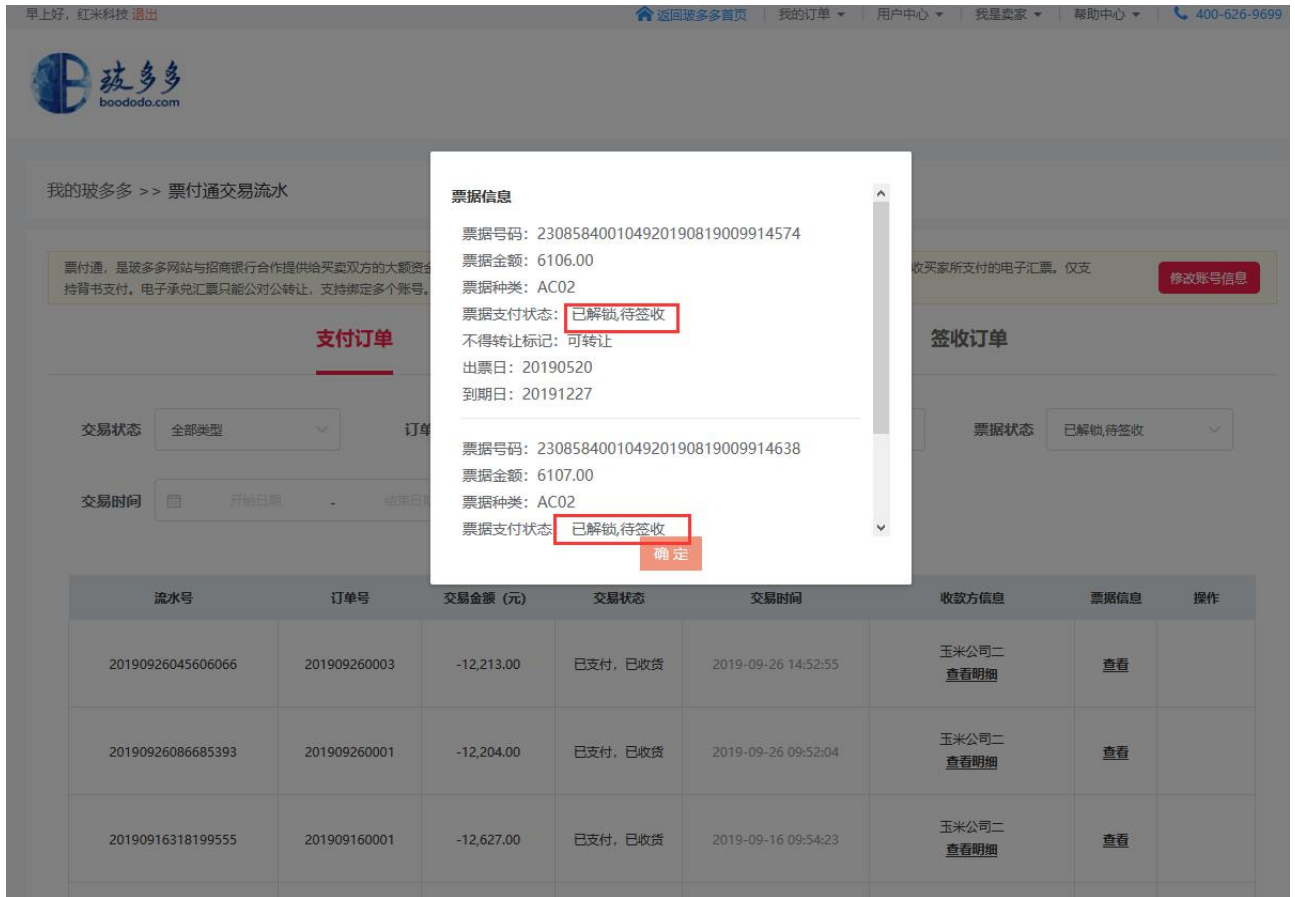 早上好，红米科技 退出
返回玻多多首页
我的订单
用户中心
我是卖家
帮助中心
400-626-9699
玻多多
boododo.com
我的玻多多 >> 票付通交易流水
票付通，是玻多多网站与招商银行合作提供给买卖双方的大额资金
收买家所支付的电子汇票。仅支
持背书支付。电子承兑汇票只能公对公转让，支持绑定多个账号。
修改账号信息
支付订单
签收订单
交易状态
全部类型
票据状态
已解锁,待签收
交易时间
开始日期
-
票据信息
票据号码：230858400104920190819009914574
票据金额：6106.00
票据种类：AC02
票据支付状态：已解锁,待签收
不得转让标记：可转让
出票日：20190520
到期日：20191227
票据号码：230858400104920190819009914638
票据金额：6107.00
票据种类：AC02
票据支付状态 已解锁,待签收
确定
流水号 订单号 交易金额（元） 交易状态 交易时间 收款方信息 票据信息 操作
20190926045606066 201909260003 -12,213.00 已支付，已收货 2019-09-26 14:52:55 玉米公司二 查看
查看明细
20190926086685393 201909260001 -12,204.00 已支付，已收货 2019-09-26 09:52:04 玉米公司二 查看
查看明细
20190916318199555 201909160001 -12,627.00 已支付，已收货 2019-09-16 09:54:23 玉米公司二 查看
查看明细